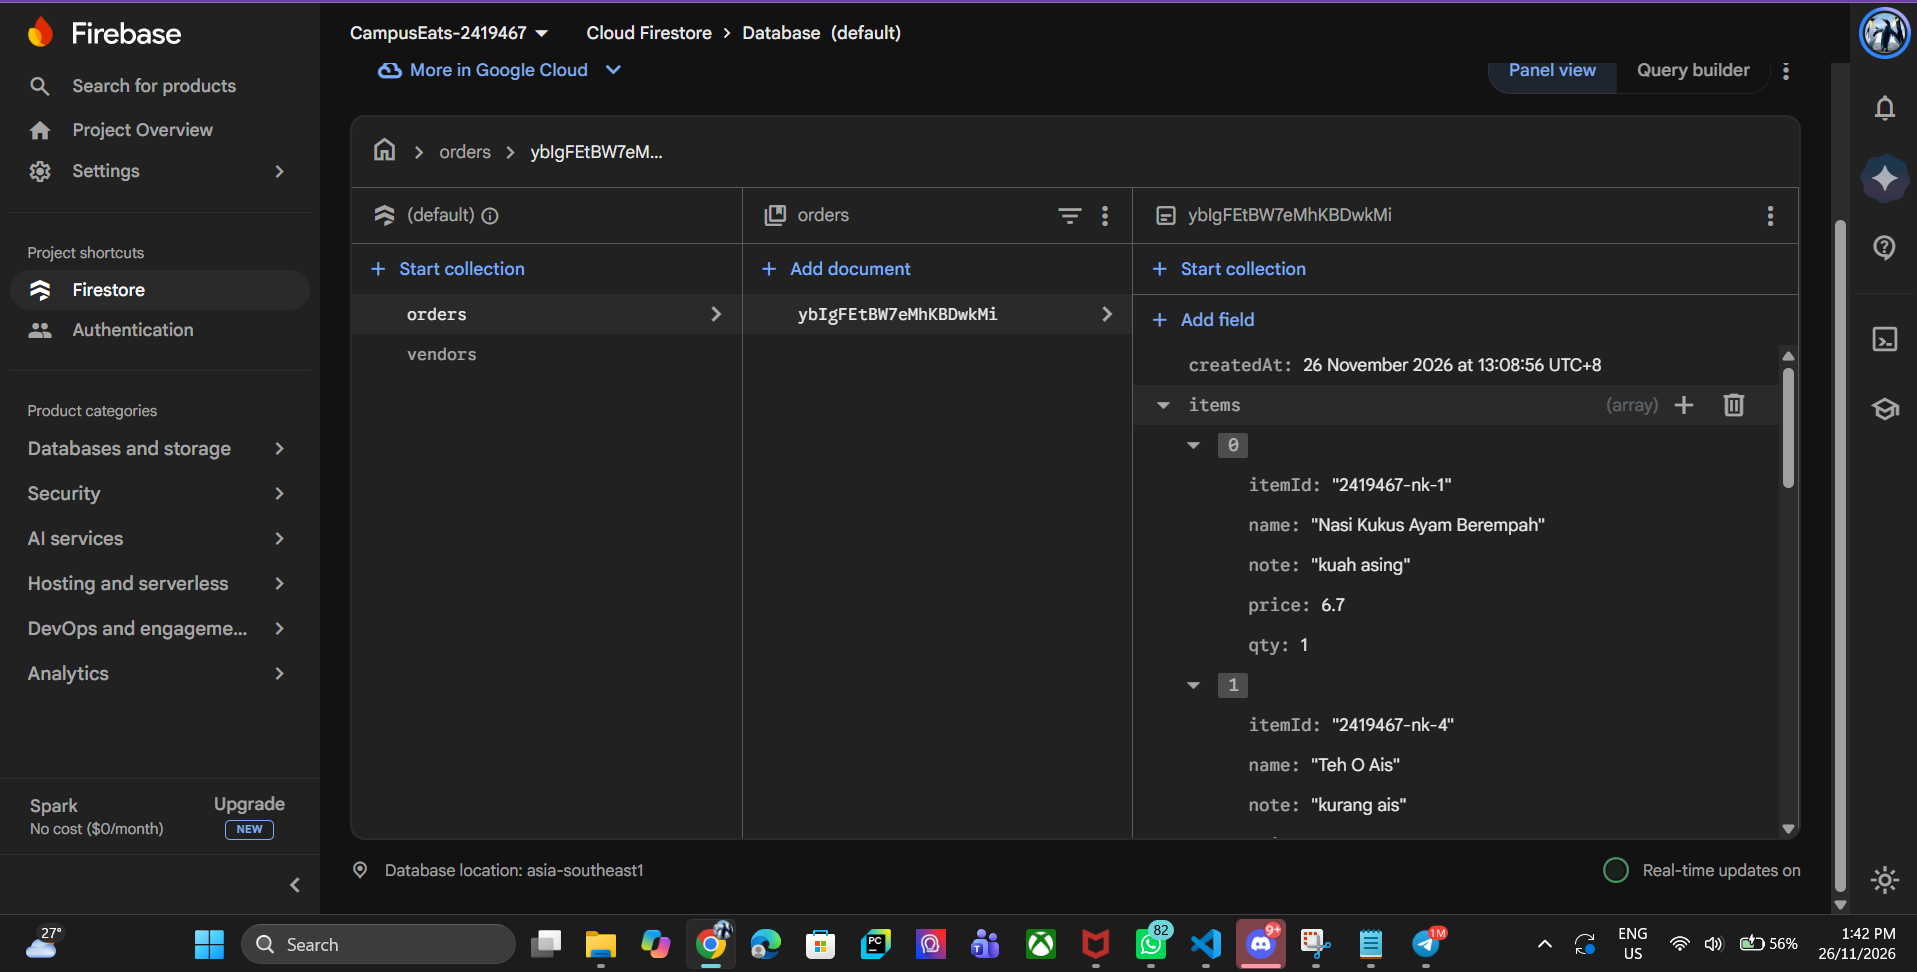 Firebase
Search for products
Project Overview
Settings
Project shortcuts
Firestore
Authentication
Product categories
Databases and storage
Security
AI services
Hosting and serverless
DevOps and engageme...
Analytics
Spark
No cost ($0/month)
Upgrade
NEW
CampusEats-2419467
Cloud Firestore
Database (default)
More in Google Cloud
Panel view
Query builder
orders
ybIgFEtBW7eM...
(default)
Start collection
orders
vendors
orders
Add document
ybIgFEtBW7eMhKBDwkMi
ybIgFEtBW7eMhKBDwkMi
Start collection
Add field
createdAt: 26 November 2026 at 13:08:56 UTC+8
items (array)
0
itemId: "2419467-nk-1"
name: "Nasi Kukus Ayam Berempah"
note: "kuah asing"
price: 6.7
qty: 1
1
itemId: "2419467-nk-4"
name: "Teh O Ais"
note: "kurang ais"
Database location: asia-southeast1
Real-time updates on
27°
Search
PC
82
9+
1M
ENG
US
56%
1:42 PM
26/11/2026